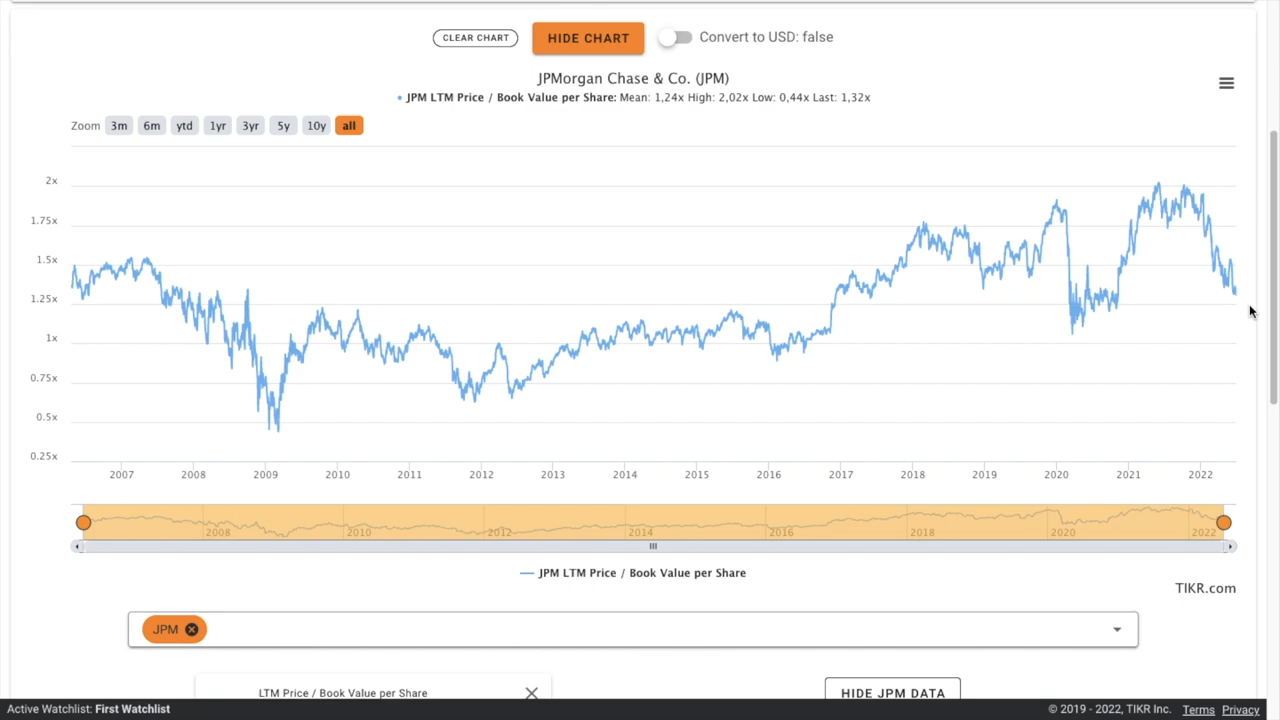 CLEAR CHART HIDE CHART Convert to USD: false
JPMorgan Chase & Co. (JPM)
JPM LTM Price / Book Value per Share: Mean: 1,24x High: 2,02x Low: 0,44x Last: 1,32x
Zoom 3m 6m ytd 1yr 3yr 5y 10y all
2x
1.75x
1.5x
1.25x
1x
0.75x
0.5x
0.25x
2007 2008 2009 2010 2011 2012 2013 2014 2015 2016 2017 2018 2019 2020 2021 2022
2008 2010 2012 2014 2016 2018 2020 2022
JPM LTM Price / Book Value per Share
TIKR.com
JPM
LTM Price / Book Value per Share HIDE JPM DATA
Active Watchlist: First Watchlist © 2019 - 2022, TIKR Inc. Terms Privacy